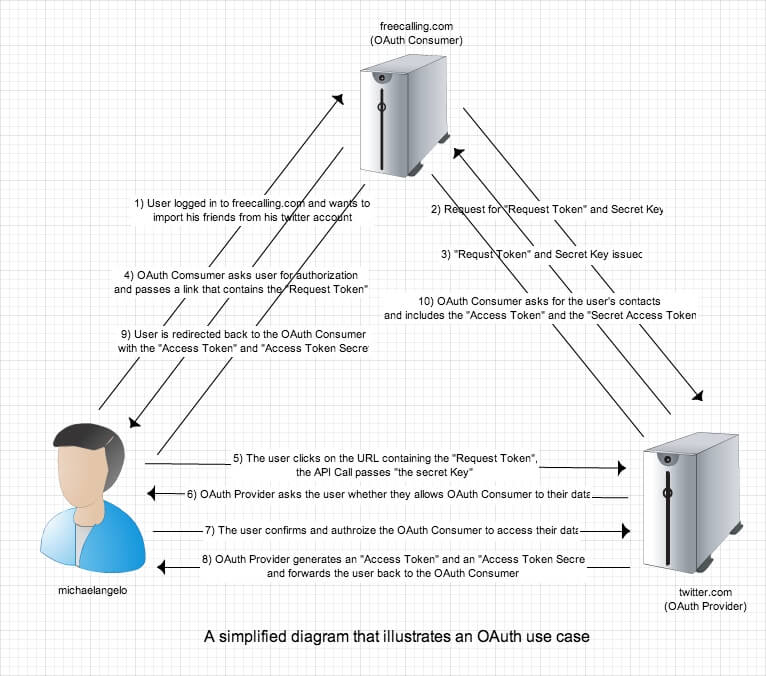 freecalling.com
(OAuth Consumer)
1) User logged in to freecalling.com and wants to
import his friends from his twitter account
2) Request for "Request Token" and Secret Key
3) "Requst Token" and Secret Key issued
4) OAuth Comsumer asks user for authorization
and passes a link that contains the "Request Token"
10) OAuth Consumer asks for the user's contacts
and includes the "Access Token" and the "Secret Access Token
9) User is redirected back to the OAuth Consumer
with the "Access Token" and "Access Token Secre
5) The user clicks on the URL containing the "Request Token",
the API Call passes "the secret Key"
6) OAuth Provider asks the user whether they allows OAuth Consumer to their data
7) The user confirms and authroize the OAuth Consumer to access their data
8) OAuth Provider generates an "Access Token" and an "Access Token Secre
and forwards the user back to the OAuth Consumer
michaelangelo
twitter.com
(OAuth Provider)
A simplified diagram that illustrates an OAuth use case